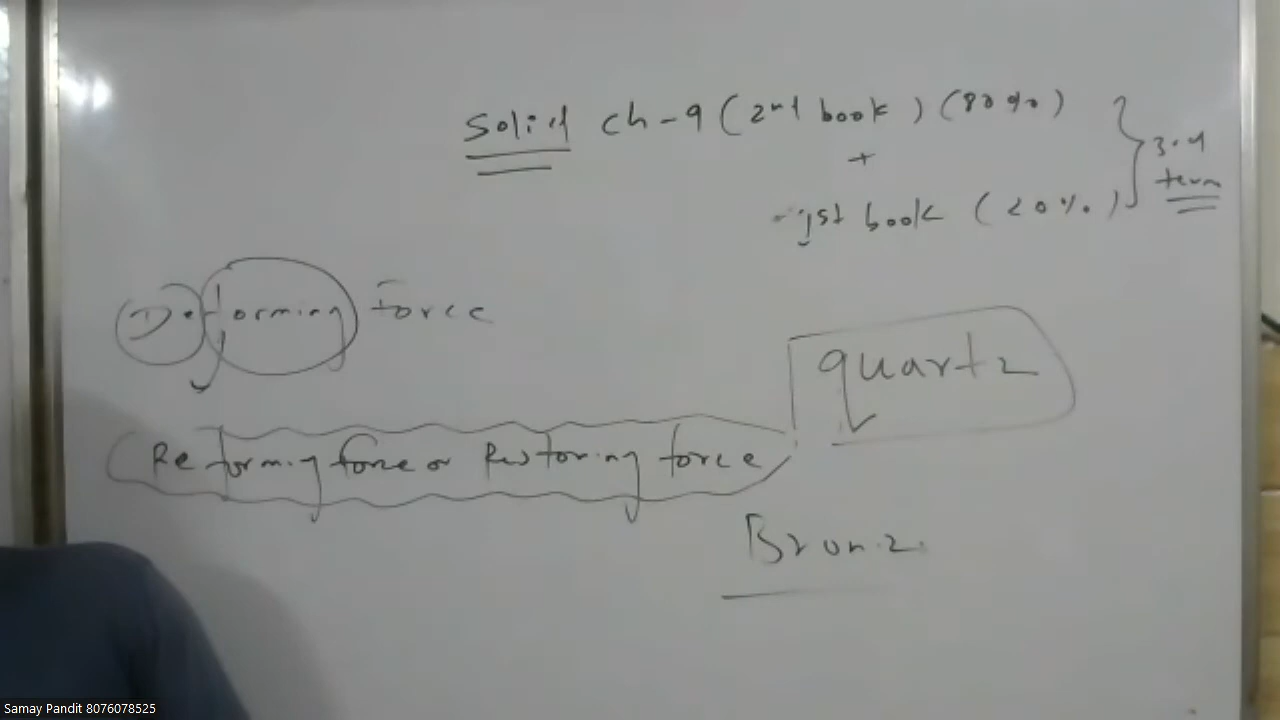 Solid ch-9 (2nd book) (80%)
+
1st book (20%)
3rd
term
Deforming force
quartz
Reforming force or Restoring force
Bronz
Samay Pandit 8076078525